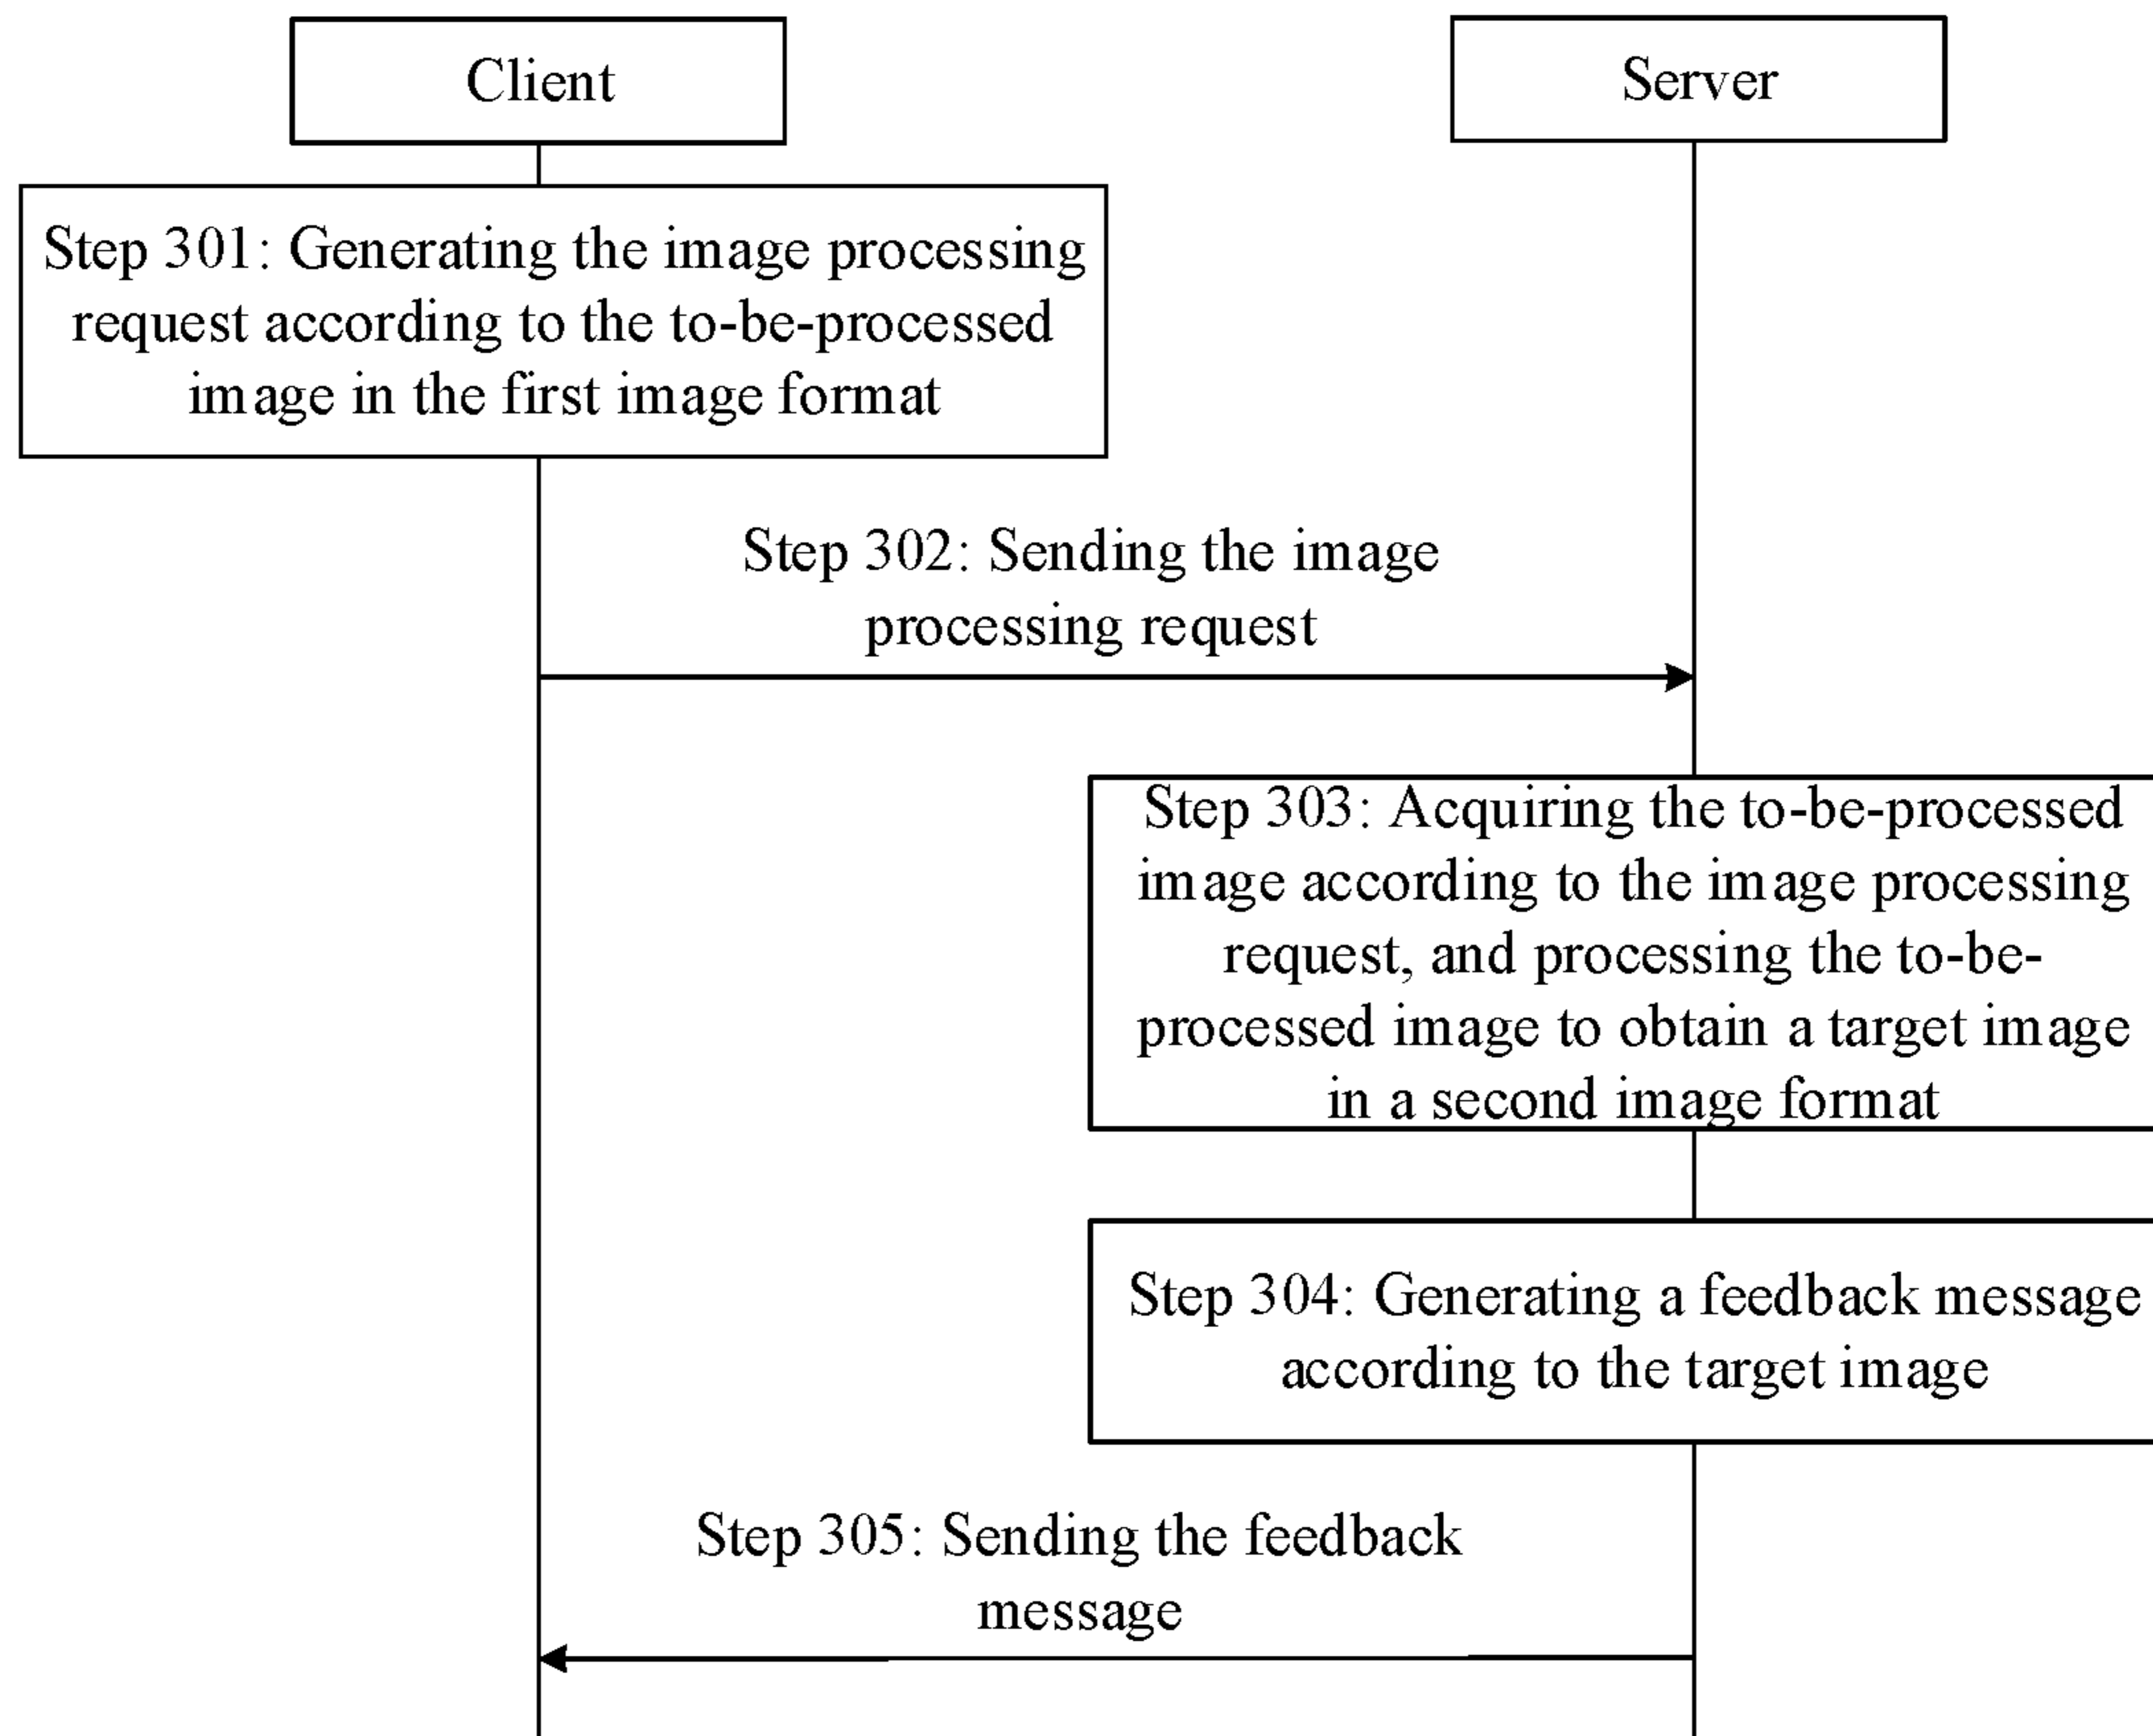 Client
Server
Step 301: Generating the image processing
request according to the to-be-processed
image in the first image format
Step 302: Sending the image
processing request
Step 303: Acquiring the to-be-processed
image according to the image processing
request, and processing the to-be-
processed image to obtain a target image
in a second image format
Step 304: Generating a feedback message
according to the target image
Step 305: Sending the feedback
message